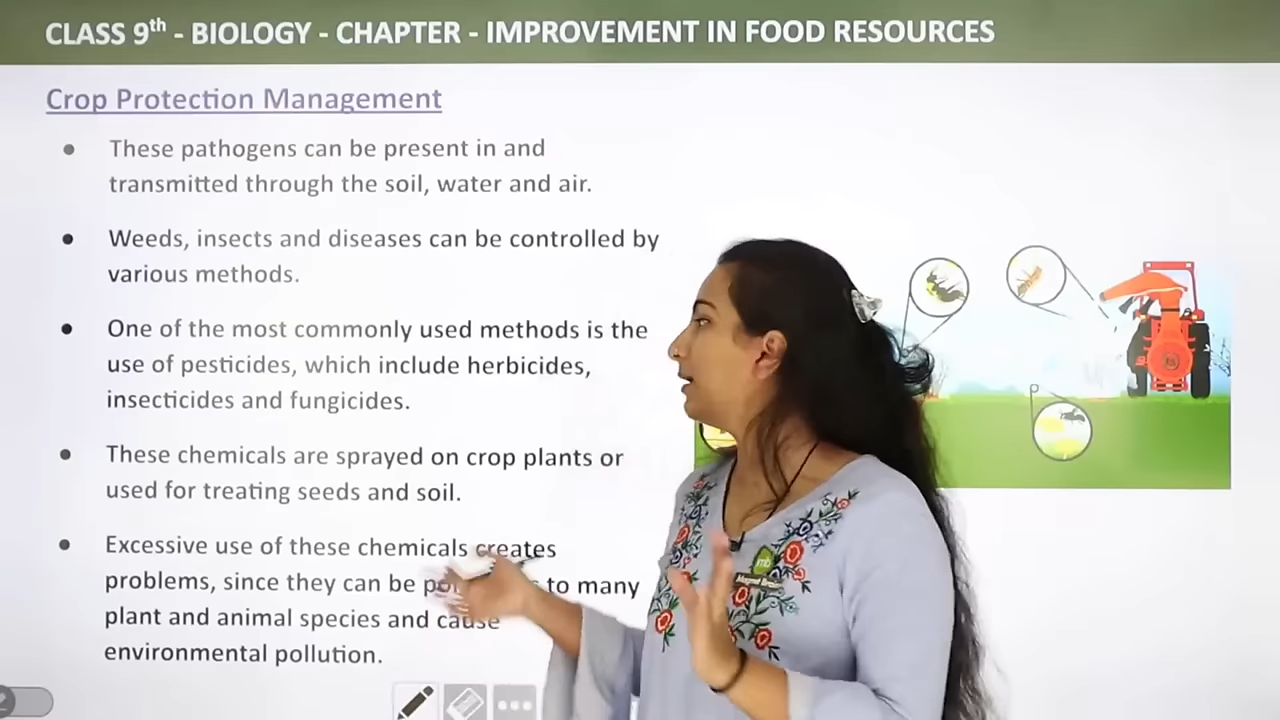 CLASS 9th - BIOLOGY - CHAPTER - IMPROVEMENT IN FOOD RESOURCES
Crop Protection Management
• These pathogens can be present in and
transmitted through the soil, water and air.
• Weeds, insects and diseases can be controlled by
various methods.
• One of the most commonly used methods is the
use of pesticides, which include herbicides,
insecticides and fungicides.
• These chemicals are sprayed on crop plants or
used for treating seeds and soil.
• Excessive use of these chemicals creates
problems, since they can be to many
plant and animal species and cause
environmental pollution.
mb